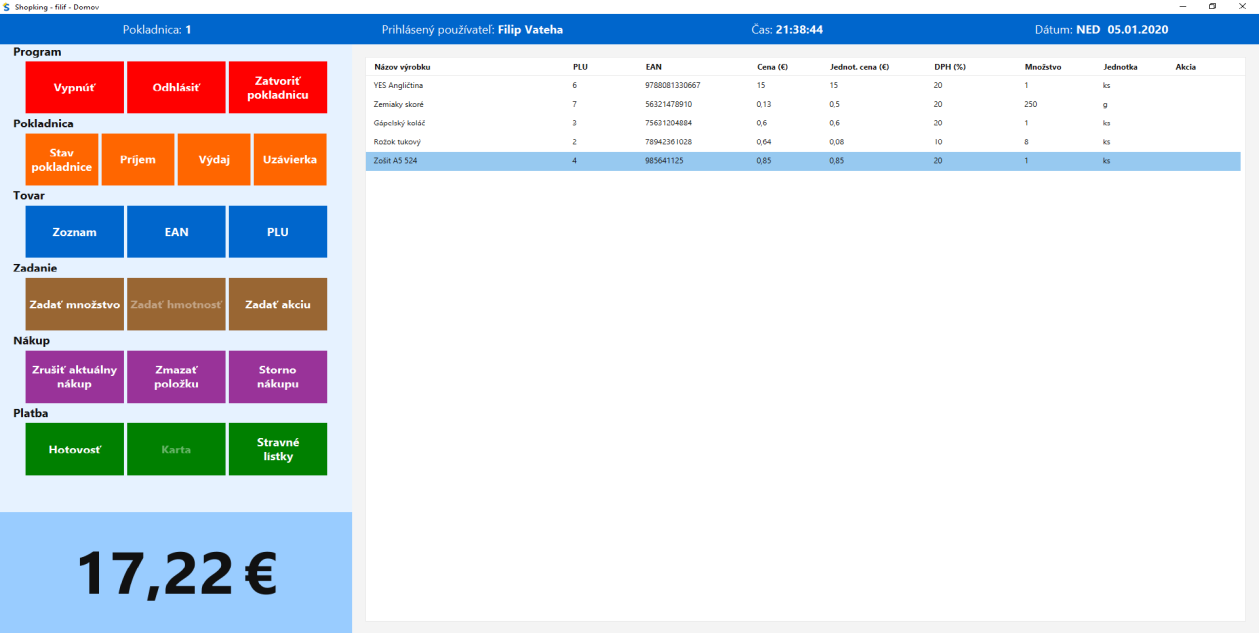 Shopking - filif - Domov
Pokladnica: 1 Prihlásený používateľ: Filip Vateha Čas: 21:38:44 Dátum: NED 05.01.2020
Program
Vypnúť Odhlásiť Zatvoriť pokladnicu
Pokladnica
Stav pokladnice Príjem Výdaj Uzávierka
Tovar
Zoznam EAN PLU
Zadanie
Zadať množstvo Zadať hmotnosť Zadať akciu
Nákup
Zrušiť aktuálny nákup Zmazať položku Storno nákupu
Platba
Hotovosť Karta Stravné lístky
17,22 €
Názov výrobku PLU EAN Cena (€) Jednot. cena (€) DPH (%) Množstvo Jednotka Akcia
YES Angličtina 6 9788081330667 15 15 20 1 ks
Zemiaky skoré 7 56321478910 0,13 0,5 20 250 g
Gápelský koláč 3 75631204884 0,6 0,6 20 1 ks
Rožok tukový 2 78942361028 0,64 0,08 10 8 ks
Zošit A5 524 4 985641125 0,85 0,85 20 1 ks